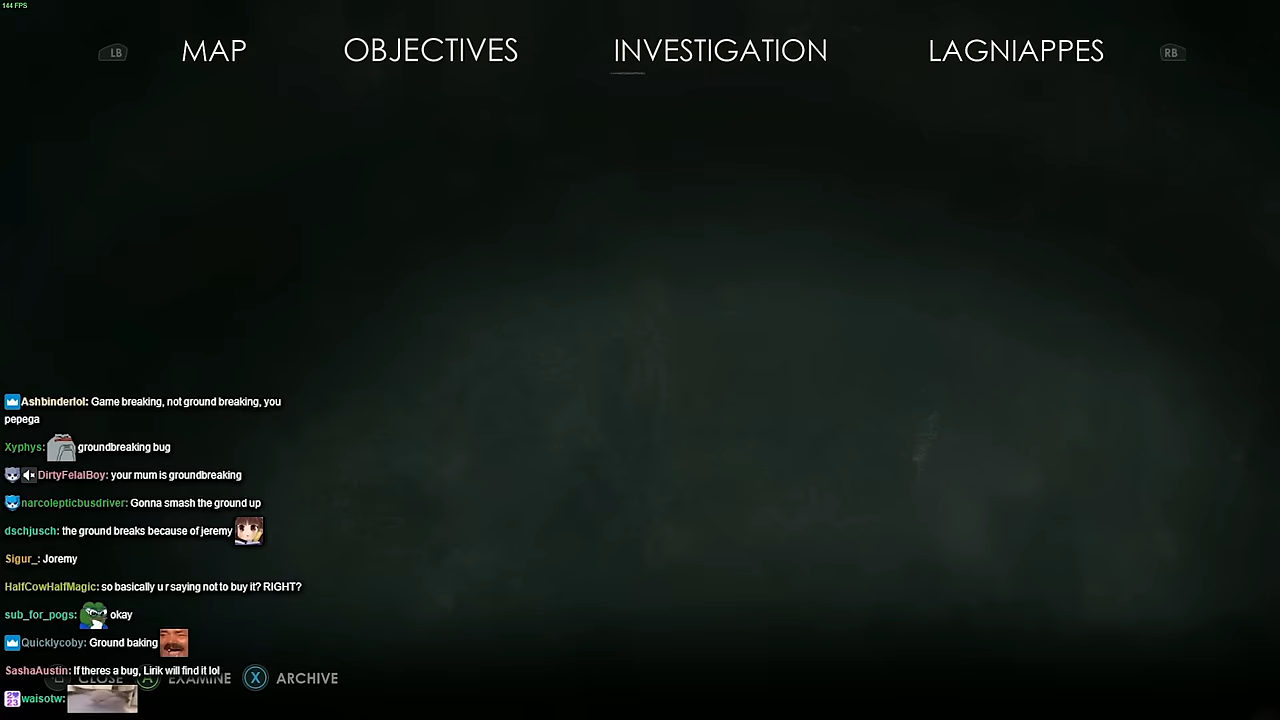 144 FPS
LB MAP OBJECTIVES INVESTIGATION LAGNIAPPES RB
Ashbinderlol: Game breaking, not ground breaking, you
pepega
Xyphys: groundbreaking bug
DirtyFelalBoy: your mum is groundbreaking
narcolepticbusdriver: Gonna smash the ground up
dschjusch: the ground breaks because of jeremy
Sigur_: Joremy
HalfCowHalfMagic: so basically u r saying not to buy it? RIGHT?
sub_for_pogs: okay
Quicklycoby: Ground baking
SashaAustin: If theres a bug, Lirik will find it lol
CLOSE A EXAMINE X ARCHIVE
waisotw: